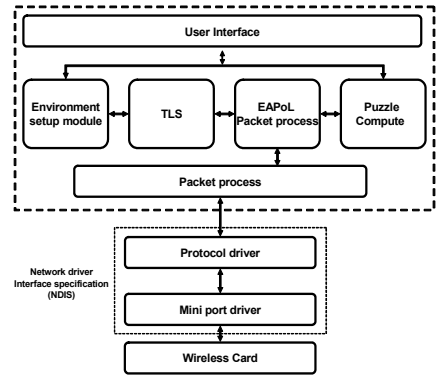 User Interface
Environment
setup module
TLS
EAPoL
Packet process
Puzzle
Compute
Packet process
Protocol driver
Network driver
Interface specification
(NDIS)
Mini port driver
Wireless Card